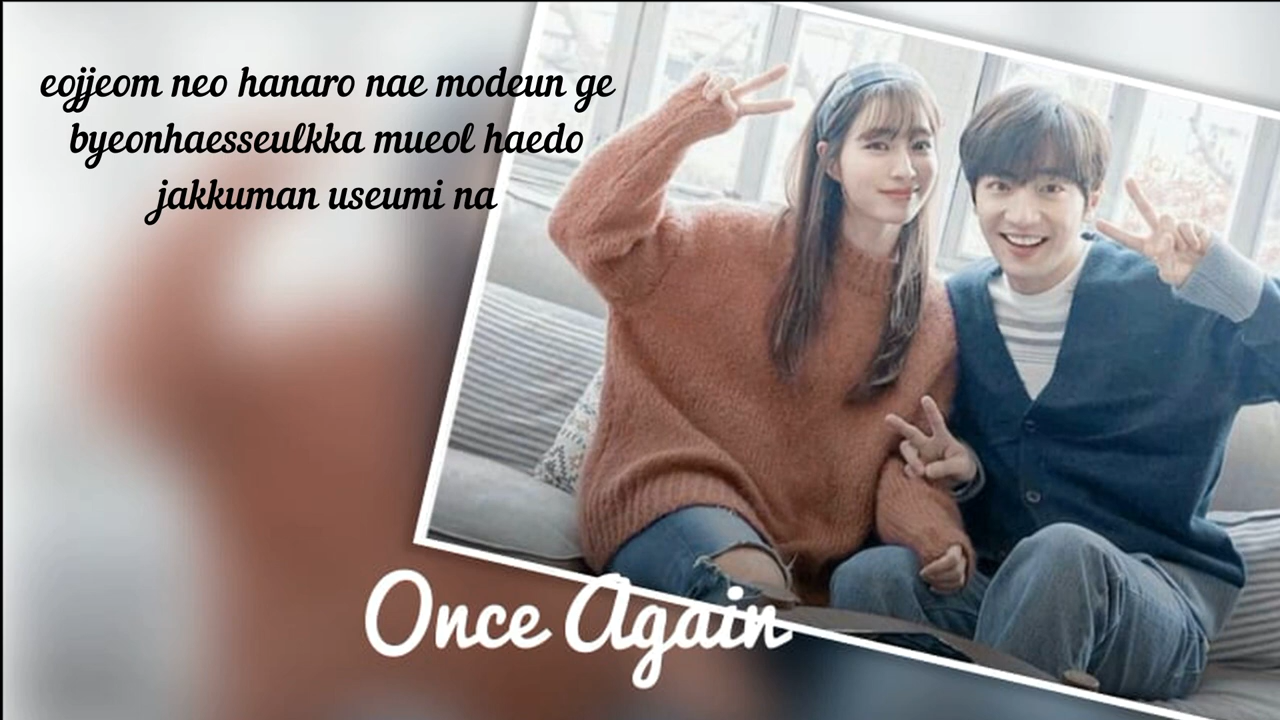 eojjeom neo hanaro nae modeun ge
byeonhaesseulkka mueol haedo
jakkuman useumi na
Once Again